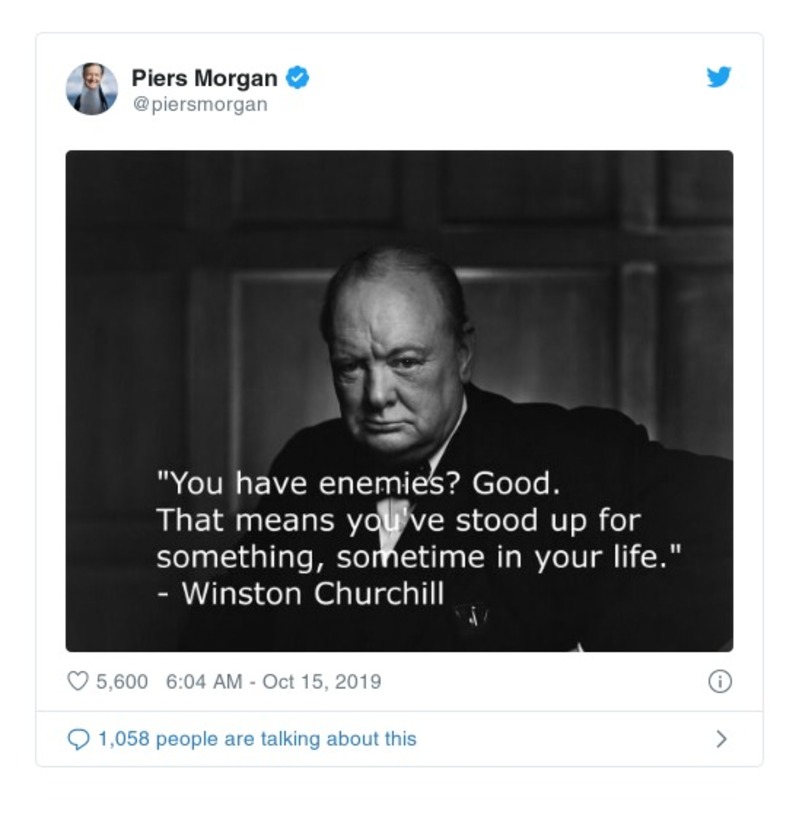 Piers Morgan
@piersmorgan
"You have enemies? Good.
That means you've stood up for
something, sometime in your life."
- Winston Churchill
5,600 6:04 AM - Oct 15, 2019
1,058 people are talking about this